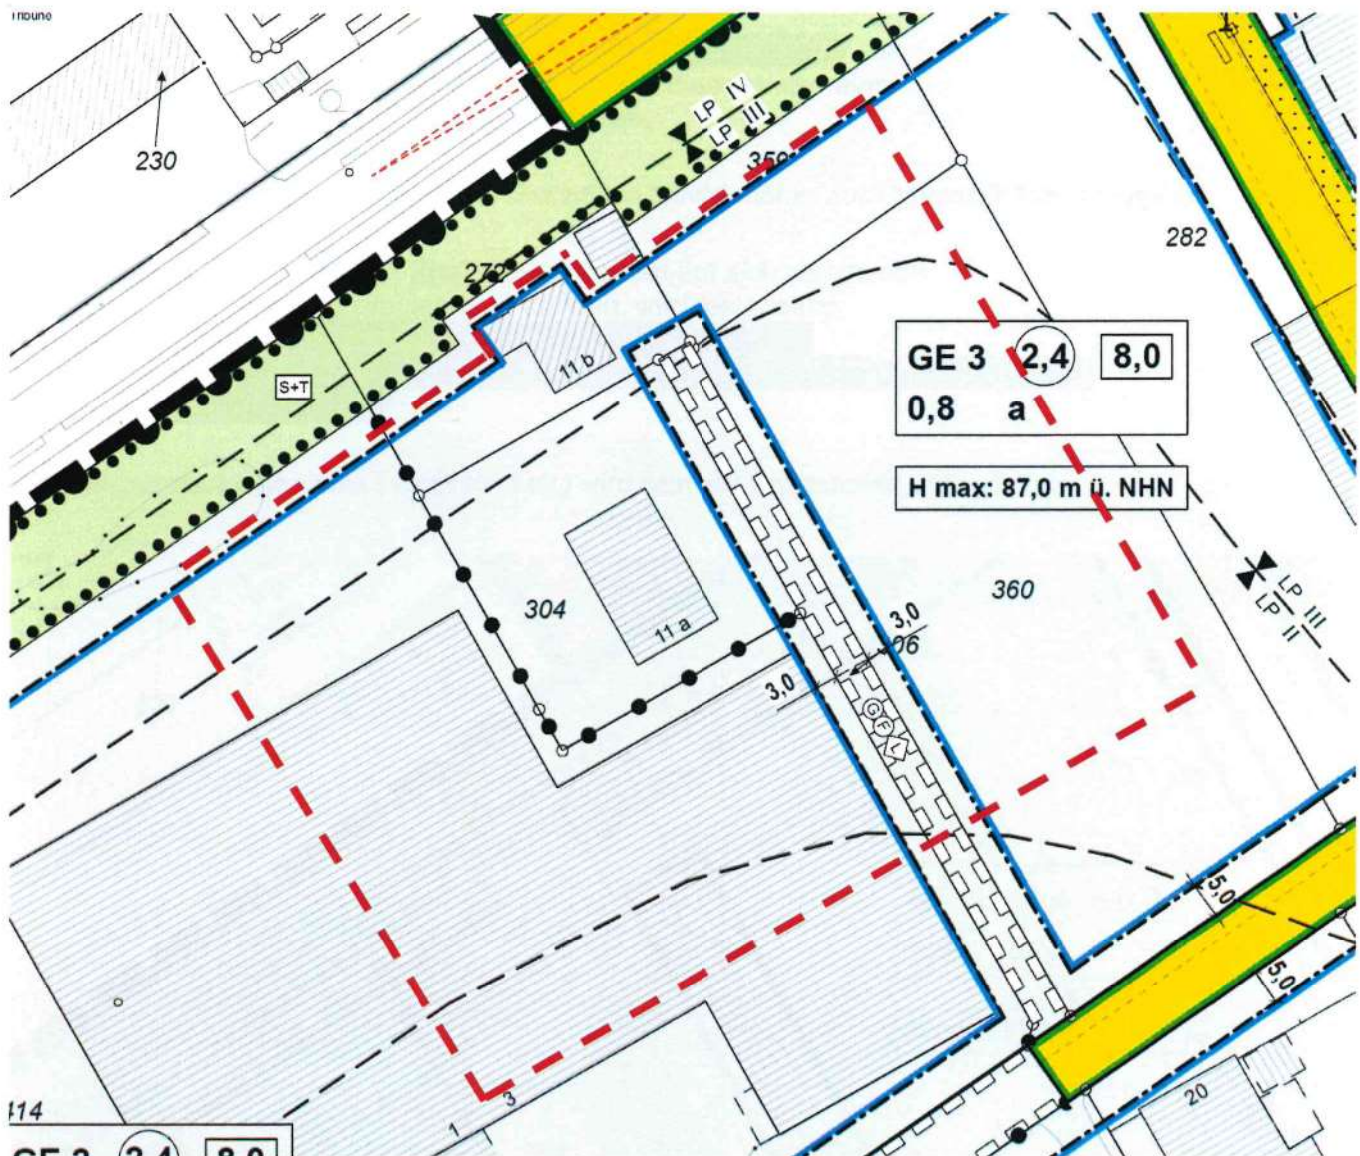 Tribüne
230
LP IV
LP III
359
282
272
S+T
11 b
GE 3 2,4 8,0
0,8 a
H max: 87,0 m ü. NHN
304
11 a
360
LP III
LP II
3,0
3,0
G
F
L
5,0
5,0
20
3
1
GE 3 2,4 8,0